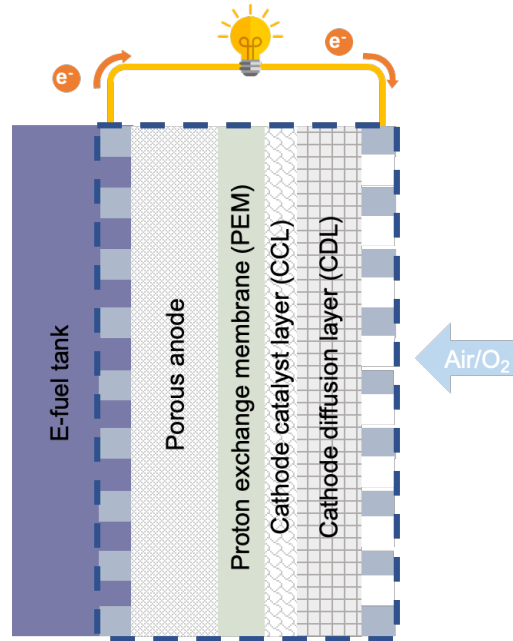 e-
e-
E-fuel tank
Porous anode
Proton exchange membrane (PEM)
Cathode catalyst layer (CCL)
Cathode diffusion layer (CDL)
Air/O₂